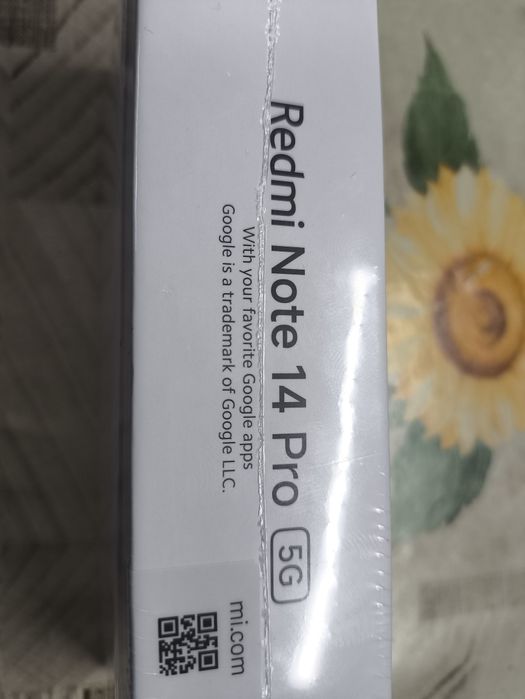 Redmi Note 14 Pro 5G
With your favorite Google apps
Google is a trademark of Google LLC.
mi.com